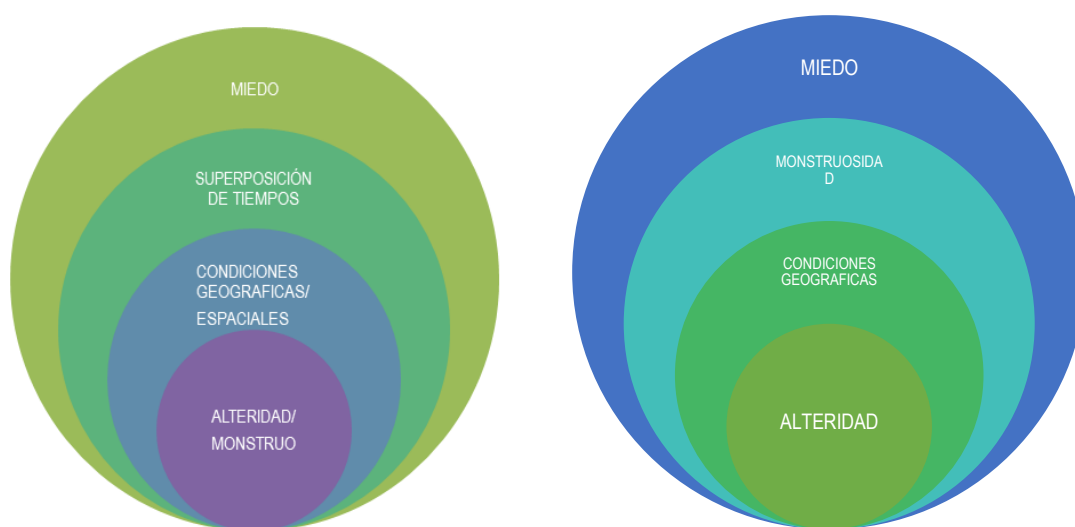 MIEDO
SUPERPOSICIÓN
DE TIEMPOS
CONDICIONES
GEOGRAFICAS/
ESPACIALES
ALTERIDAD/
MONSTRUO
MIEDO
MONSTRUOSIDA
D
CONDICIONES
GEOGRAFICAS
ALTERIDAD